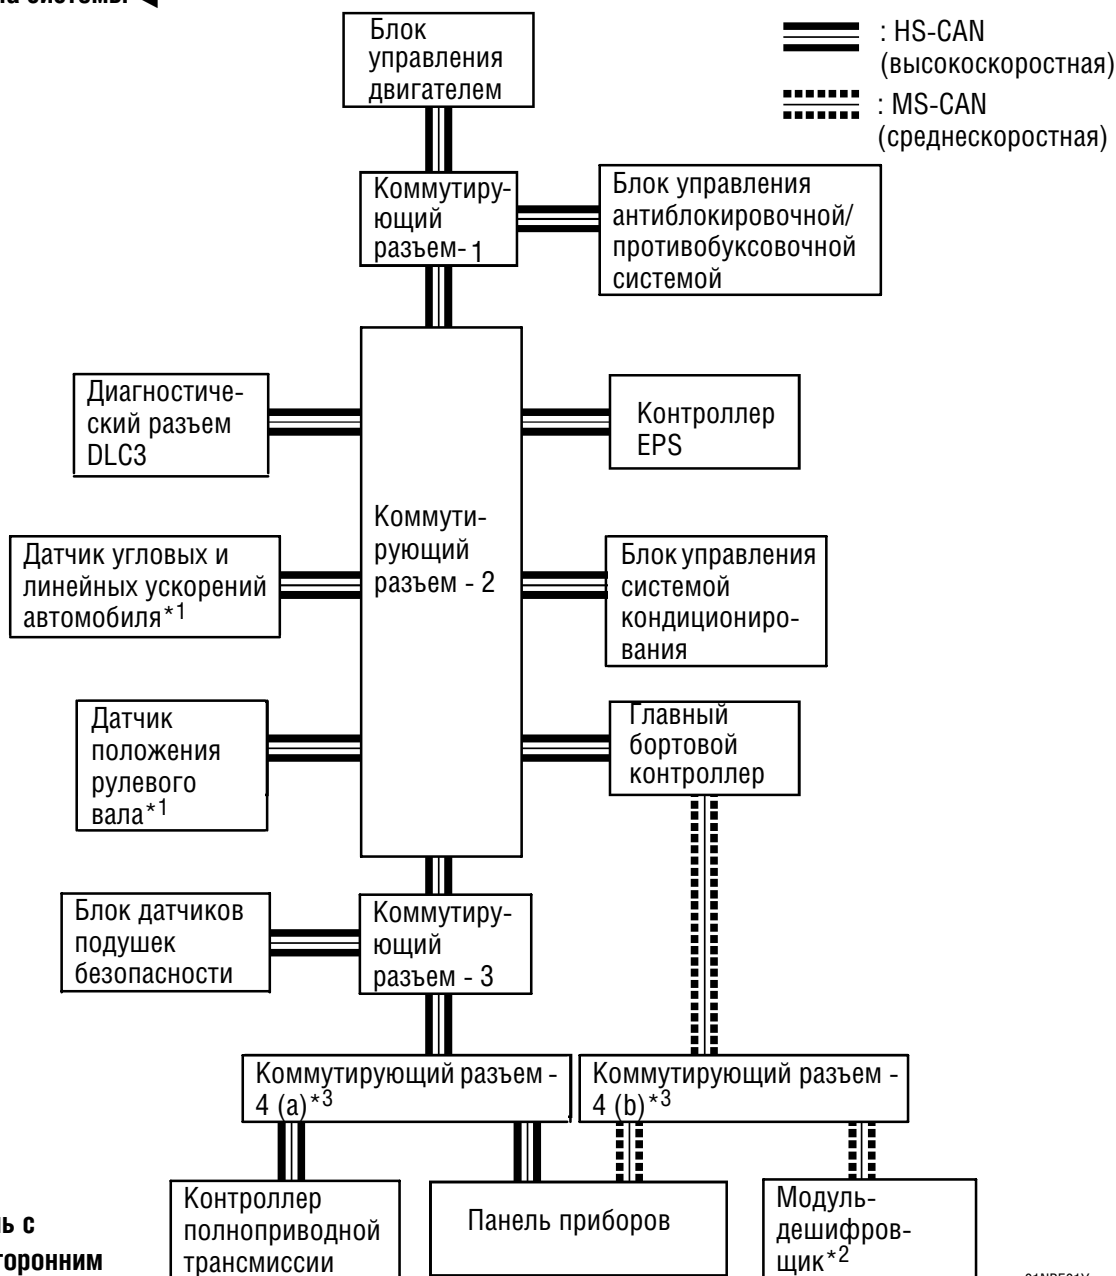 Блок
управления
двигателем
: HS-CAN
(высокоскоростная)
: MS-CAN
(среднескоростная)
Коммутиру-
ющий
разъем- 1
Блок управления
антиблокировочной/
противобуксовочной
системой
Диагностиче-
ский разъем
DLC3
Контроллер
EPS
Коммути-
рующий
разъем - 2
Датчик угловых и
линейных ускорений
автомобиля*1
Блок управления
системой
кондициониро-
вания
Датчик
положения
рулевого
вала*1
Главный
бортовой
контроллер
Блок датчиков
подушек
безопасности
Коммутиру-
ющий
разъем - 3
Коммутирующий разъем -
4 (a)*3
Коммутирующий разъем -
4 (b)*3
Контроллер
полноприводной
трансмиссии
Панель приборов
Модуль-
дешифров-
щик*2